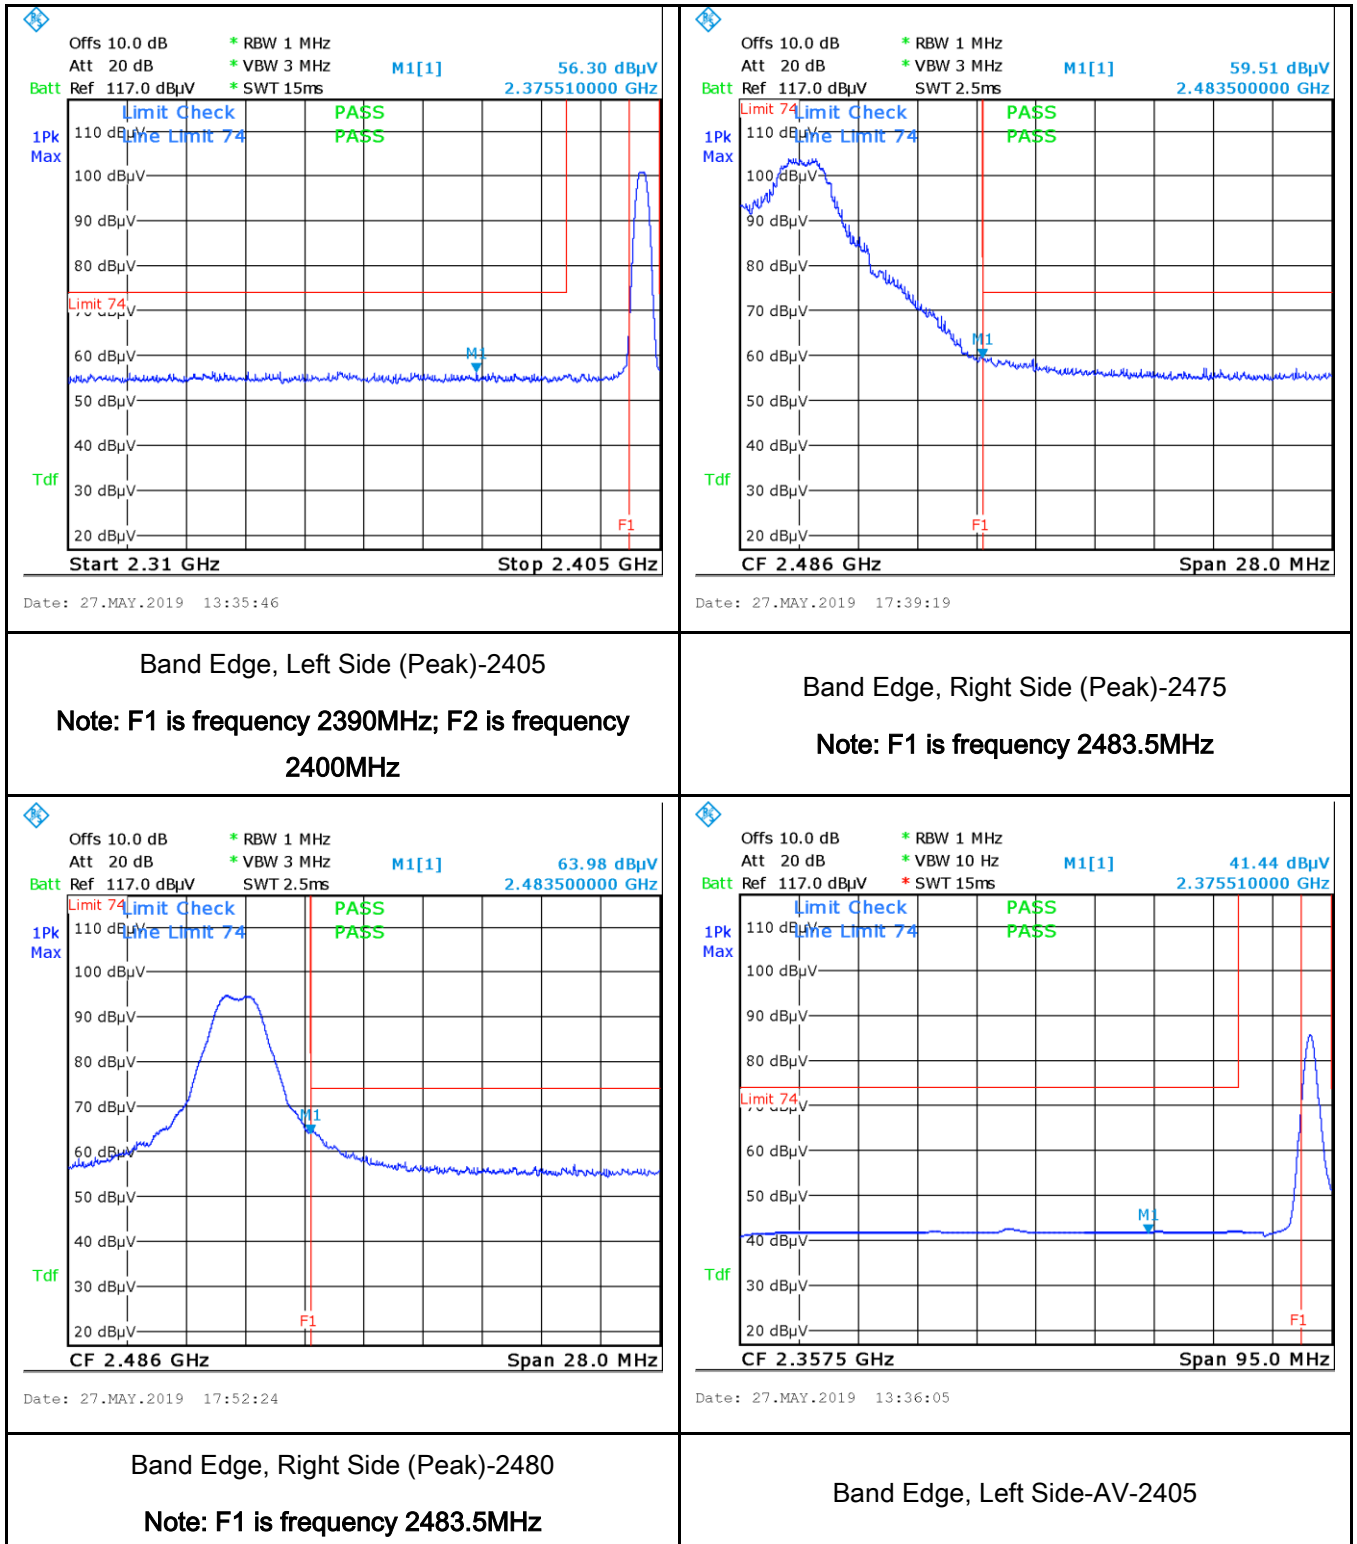 Offs 10.0 dB * RBW 1 MHz
Att 20 dB * VBW 3 MHz M1[1] 56.30 dBµV
Batt Ref 117.0 dBµV * SWT 15ms 2.375510000 GHz
Limit Check PASS
110 dBµV Line Limit 74 PASS
1Pk
Max
100 dBµV
90 dBµV
80 dBµV
Limit 74
70 dBµV
60 dBµV
M1
50 dBµV
40 dBµV
Tdf
30 dBµV
F1
20 dBµV
Start 2.31 GHz Stop 2.405 GHz
Date: 27.MAY.2019 13:35:46
Offs 10.0 dB * RBW 1 MHz
Att 20 dB * VBW 3 MHz M1[1] 59.51 dBµV
Batt Ref 117.0 dBµV SWT 2.5ms 2.483500000 GHz
Limit 74 Limit Check PASS
110 dBµV Line Limit 74 PASS
1Pk
Max
100 dBµV
90 dBµV
80 dBµV
70 dBµV
M1
60 dBµV
50 dBµV
40 dBµV
Tdf
30 dBµV
F1
20 dBµV
CF 2.486 GHz Span 28.0 MHz
Date: 27.MAY.2019 17:39:19
Band Edge, Left Side (Peak)-2405
Note: F1 is frequency 2390MHz; F2 is frequency
2400MHz
Band Edge, Right Side (Peak)-2475
Note: F1 is frequency 2483.5MHz
Offs 10.0 dB * RBW 1 MHz
Att 20 dB * VBW 3 MHz M1[1] 63.98 dBµV
Batt Ref 117.0 dBµV SWT 2.5ms 2.483500000 GHz
Limit 74 Limit Check PASS
110 dBµV Line Limit 74 PASS
1Pk
Max
100 dBµV
90 dBµV
80 dBµV
70 dBµV
M1
60 dBµV
50 dBµV
40 dBµV
Tdf
30 dBµV
F1
20 dBµV
CF 2.486 GHz Span 28.0 MHz
Date: 27.MAY.2019 17:52:24
Offs 10.0 dB * RBW 1 MHz
Att 20 dB * VBW 10 Hz M1[1] 41.44 dBµV
Batt Ref 117.0 dBµV * SWT 15ms 2.375510000 GHz
Limit Check PASS
110 dBµV Line Limit 74 PASS
1Pk
Max
100 dBµV
90 dBµV
80 dBµV
Limit 74
70 dBµV
60 dBµV
50 dBµV
M1
40 dBµV
Tdf
30 dBµV
F1
20 dBµV
CF 2.3575 GHz Span 95.0 MHz
Date: 27.MAY.2019 13:36:05
Band Edge, Right Side (Peak)-2480
Note: F1 is frequency 2483.5MHz
Band Edge, Left Side-AV-2405